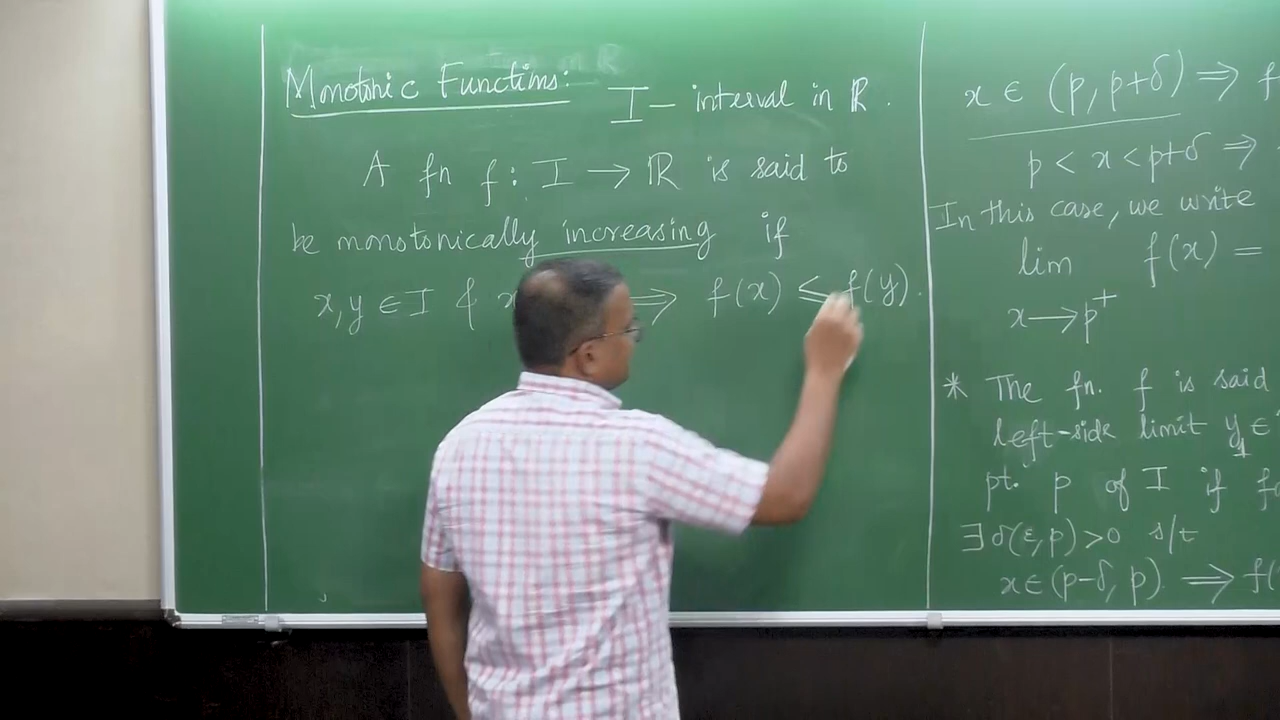 Monotonic Functions: I — interval in ℝ.
A fn f: I → ℝ is said to
be monotonically increasing if
x, y ∈ I & x ⇒ f(x) ≤ f(y).
x ∈ (p, p+δ) ⇒ f
p < x < p+δ ⇒
In this case, we write
lim f(x) =
x → p⁺
* The fn. f is said
left-side limit y₁ ∈
pt. p of I if
∃ δ(ε, p) > 0 s/t
x ∈ (p-δ, p) ⇒ f(